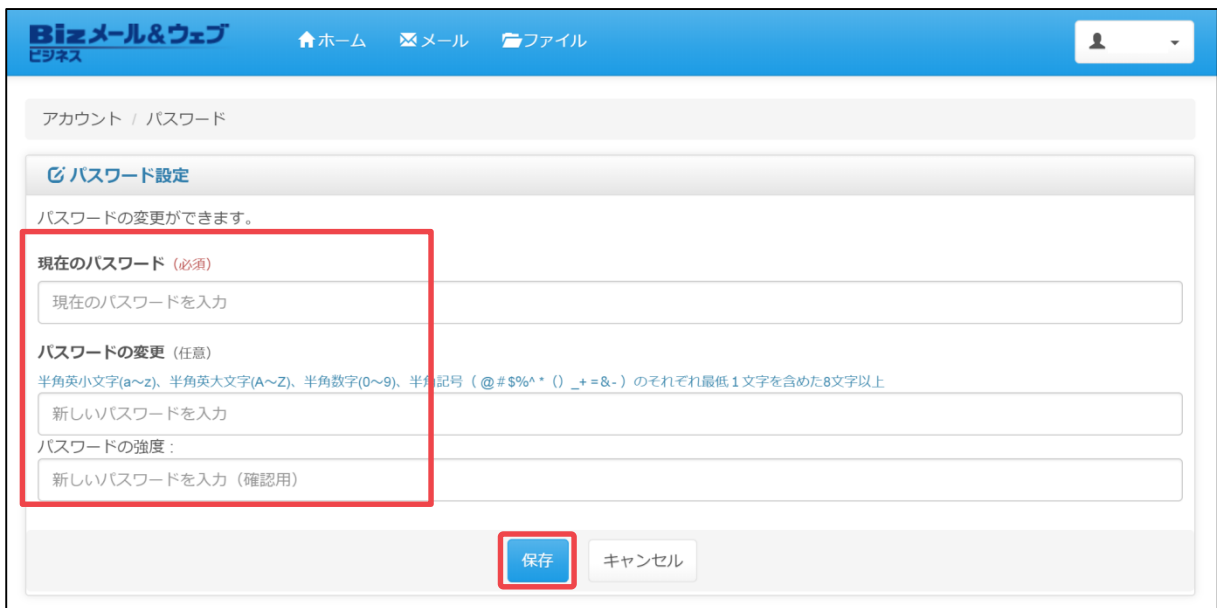 Bizメール&ウェブ
ビジネス
ホーム メール ファイル
アカウント / パスワード
パスワード設定
パスワードの変更ができます。
現在のパスワード（必須）
現在のパスワードを入力
パスワードの変更（任意）
半角英小文字(a～z)、半角英大文字(A～Z)、半角数字(0～9)、半角記号（ @ # $%^ *（）_+ =&- ）のそれぞれ最低１文字を含めた8文字以上
新しいパスワードを入力
パスワードの強度 :
新しいパスワードを入力（確認用）
保存 キャンセル